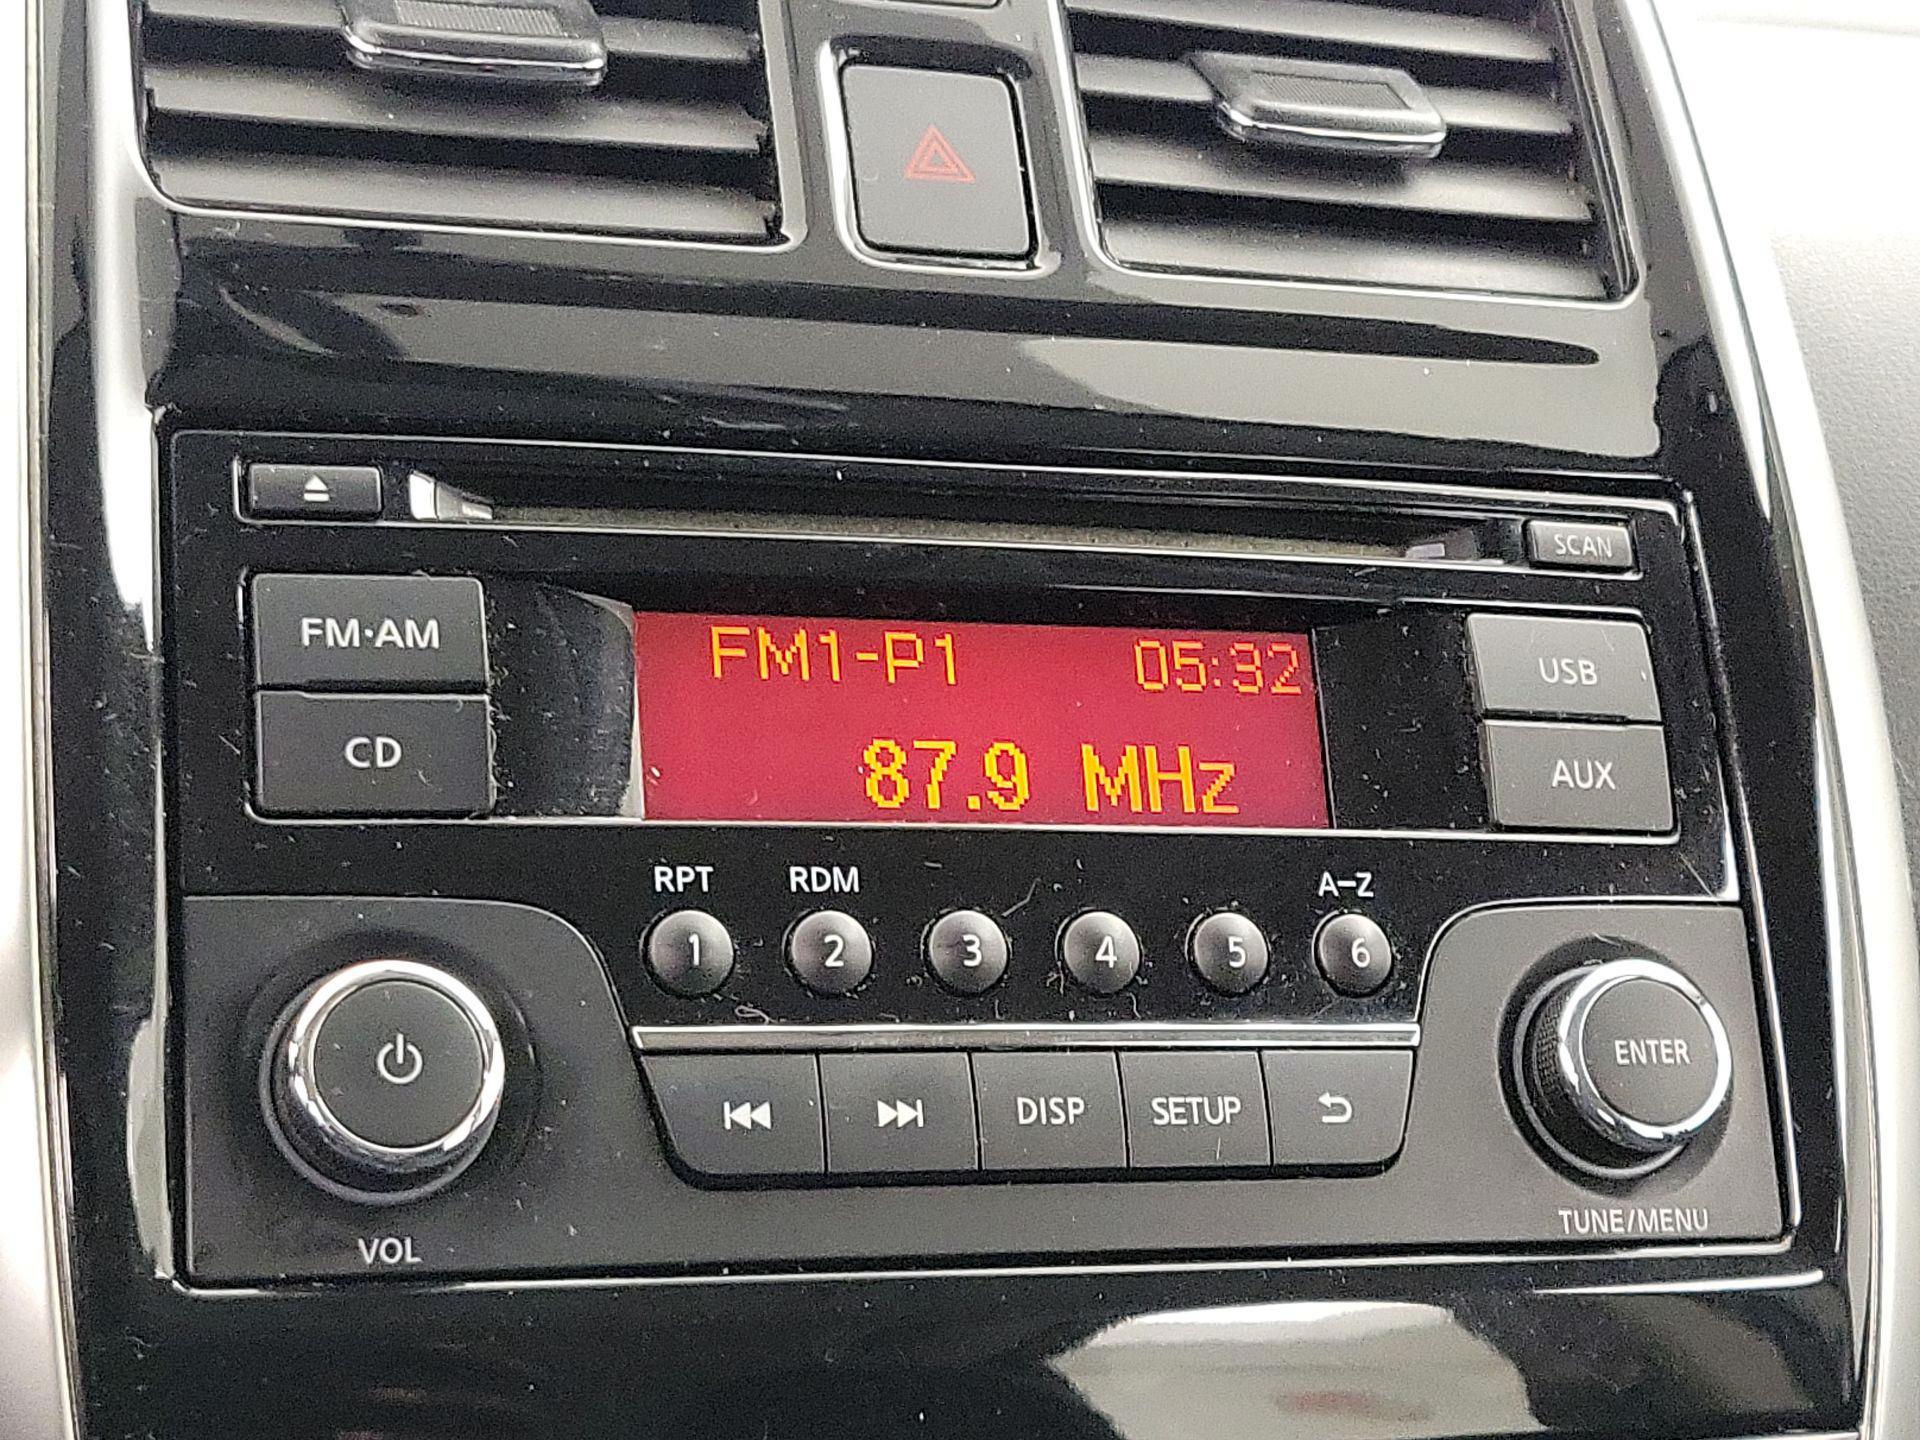 SCAN
FM·AM
FM1-P1 05:32
USB
CD
87.9 MHz
AUX
RPT RDM A-Z
1 2 3 4 5 6
ENTER
DISP SETUP
VOL
TUNE/MENU